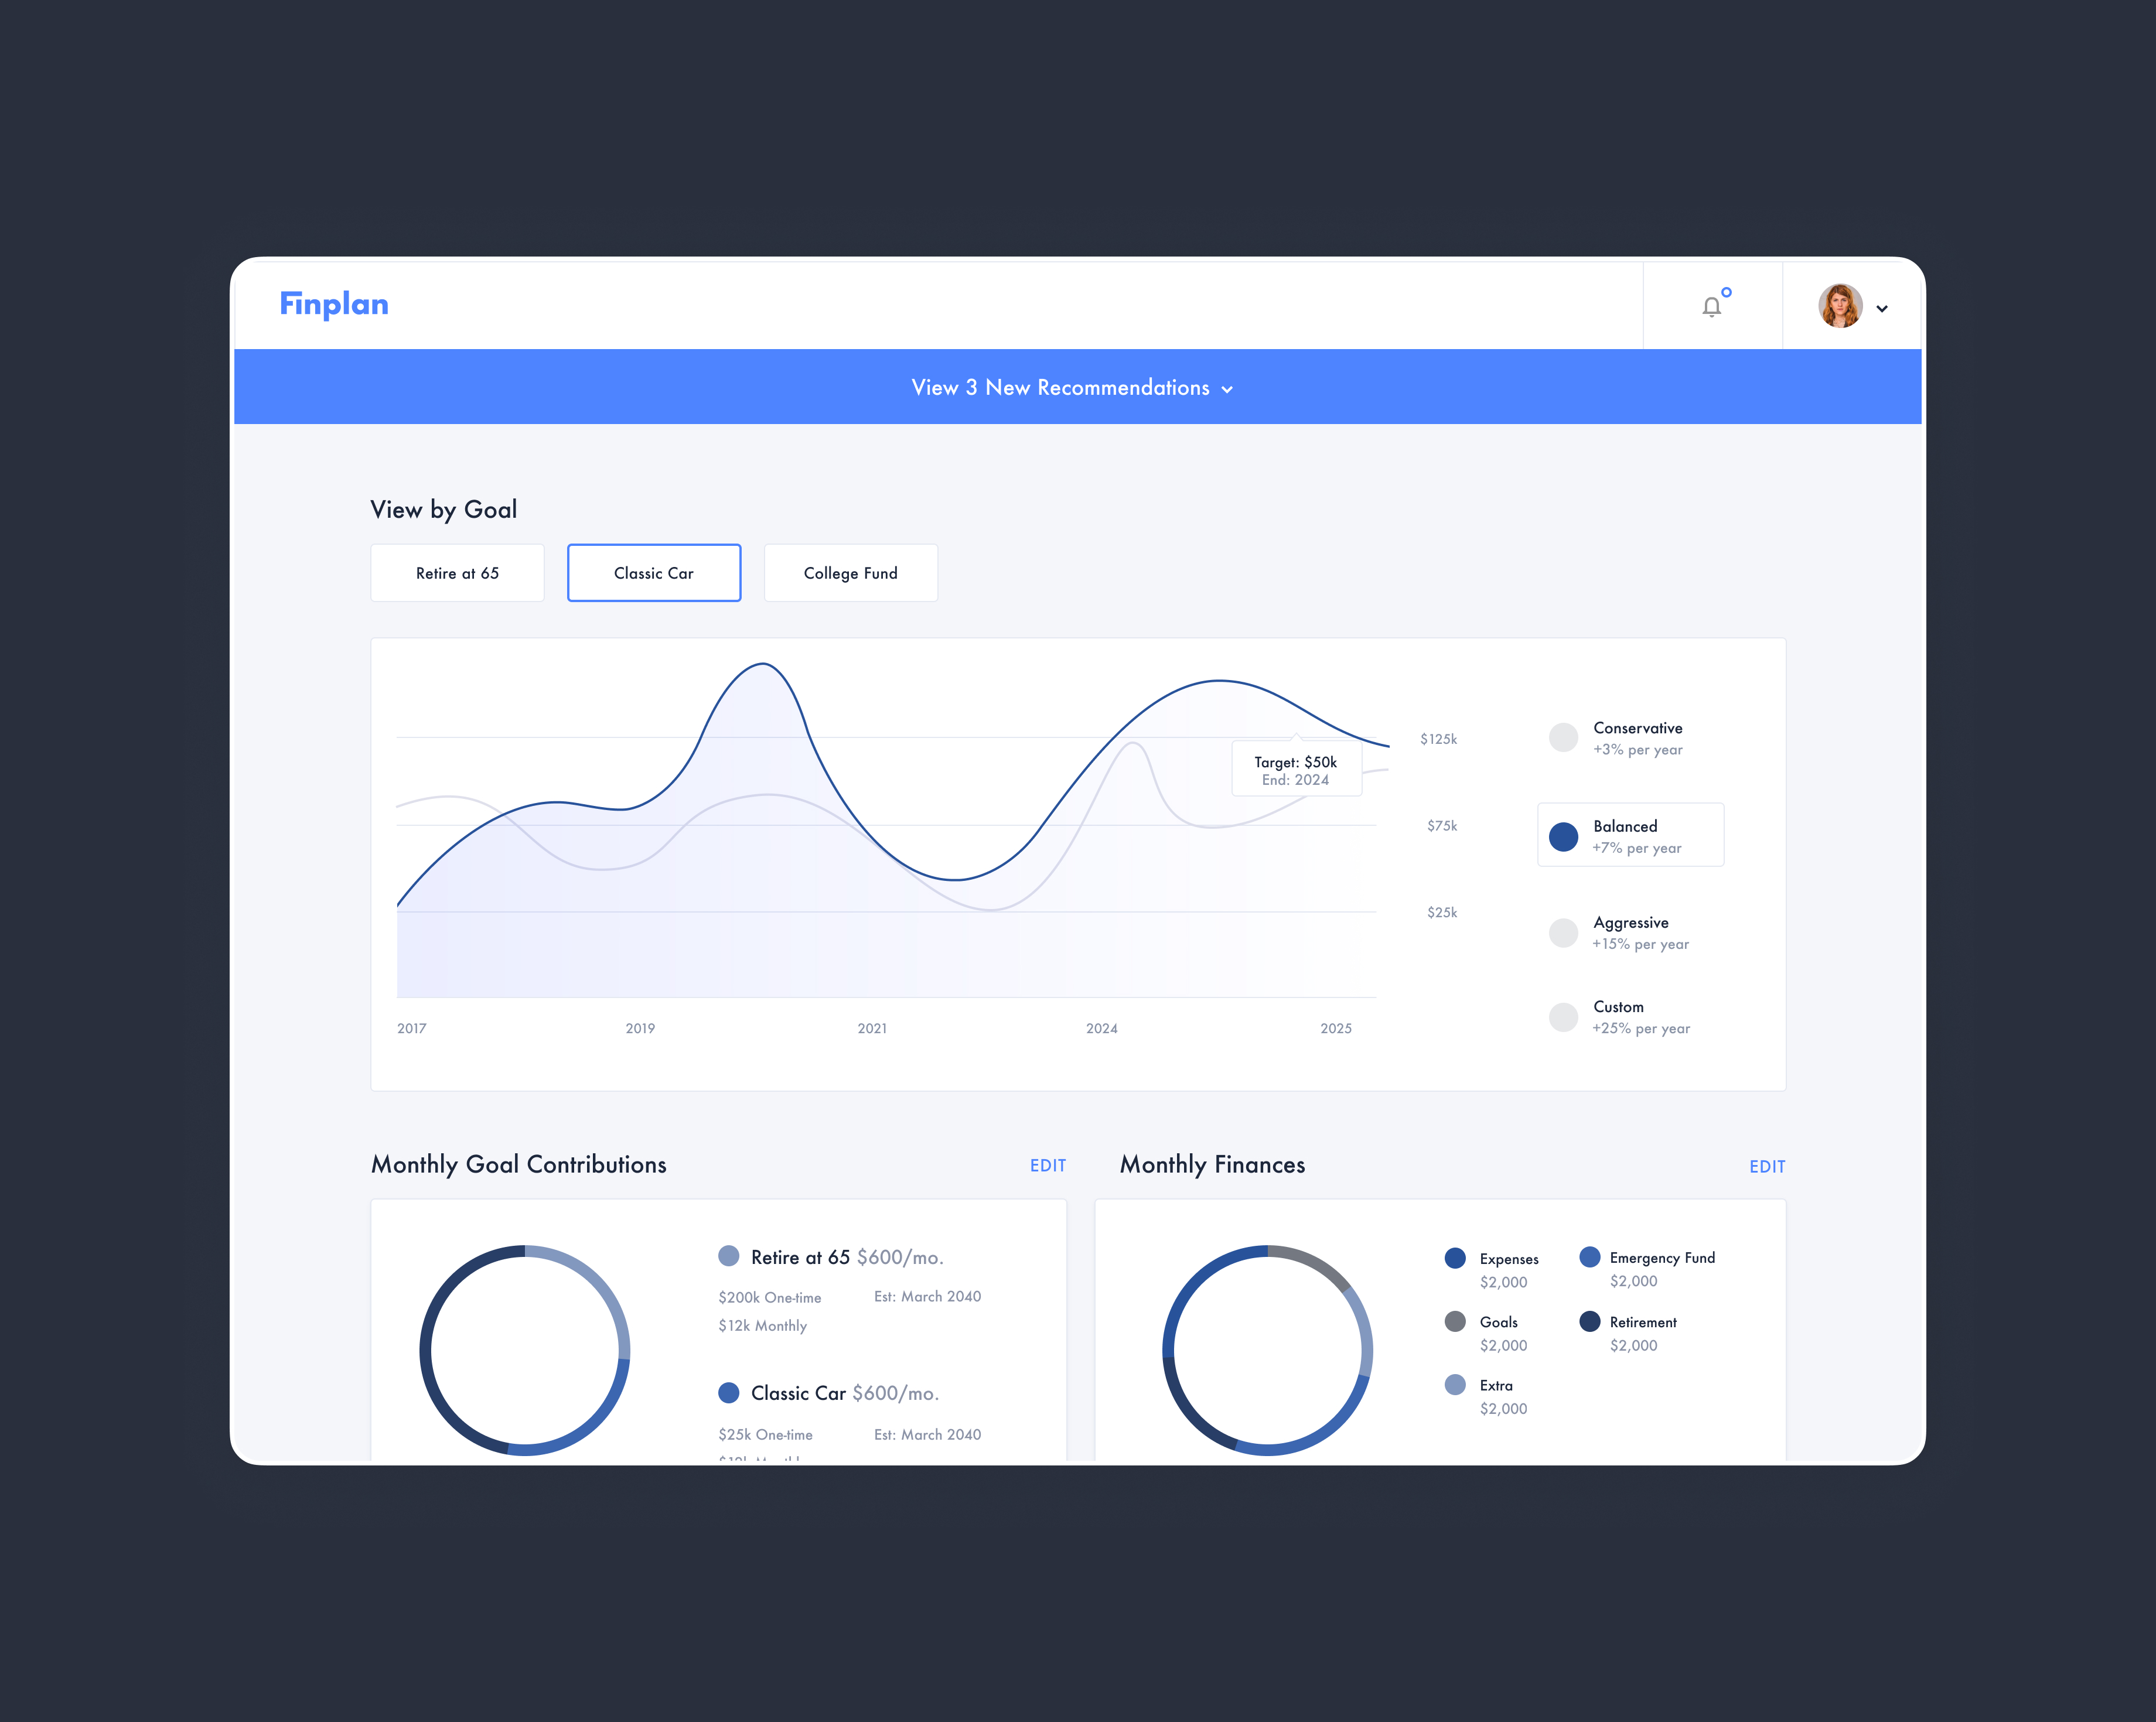 Finplan
View 3 New Recommendations
View by Goal
Retire at 65
Classic Car
College Fund
$125k
$75k
$25k
Target: $50k
End: 2024
2017
2019
2021
2024
2025
Conservative
+3% per year
Balanced
+7% per year
Aggressive
+15% per year
Custom
+25% per year
Monthly Goal Contributions
EDIT
Retire at 65 $600/mo.
$200k One-time
Est: March 2040
$12k Monthly
Classic Car $600/mo.
$25k One-time
Est: March 2040
Monthly Finances
EDIT
Expenses
$2,000
Emergency Fund
$2,000
Goals
$2,000
Retirement
$2,000
Extra
$2,000